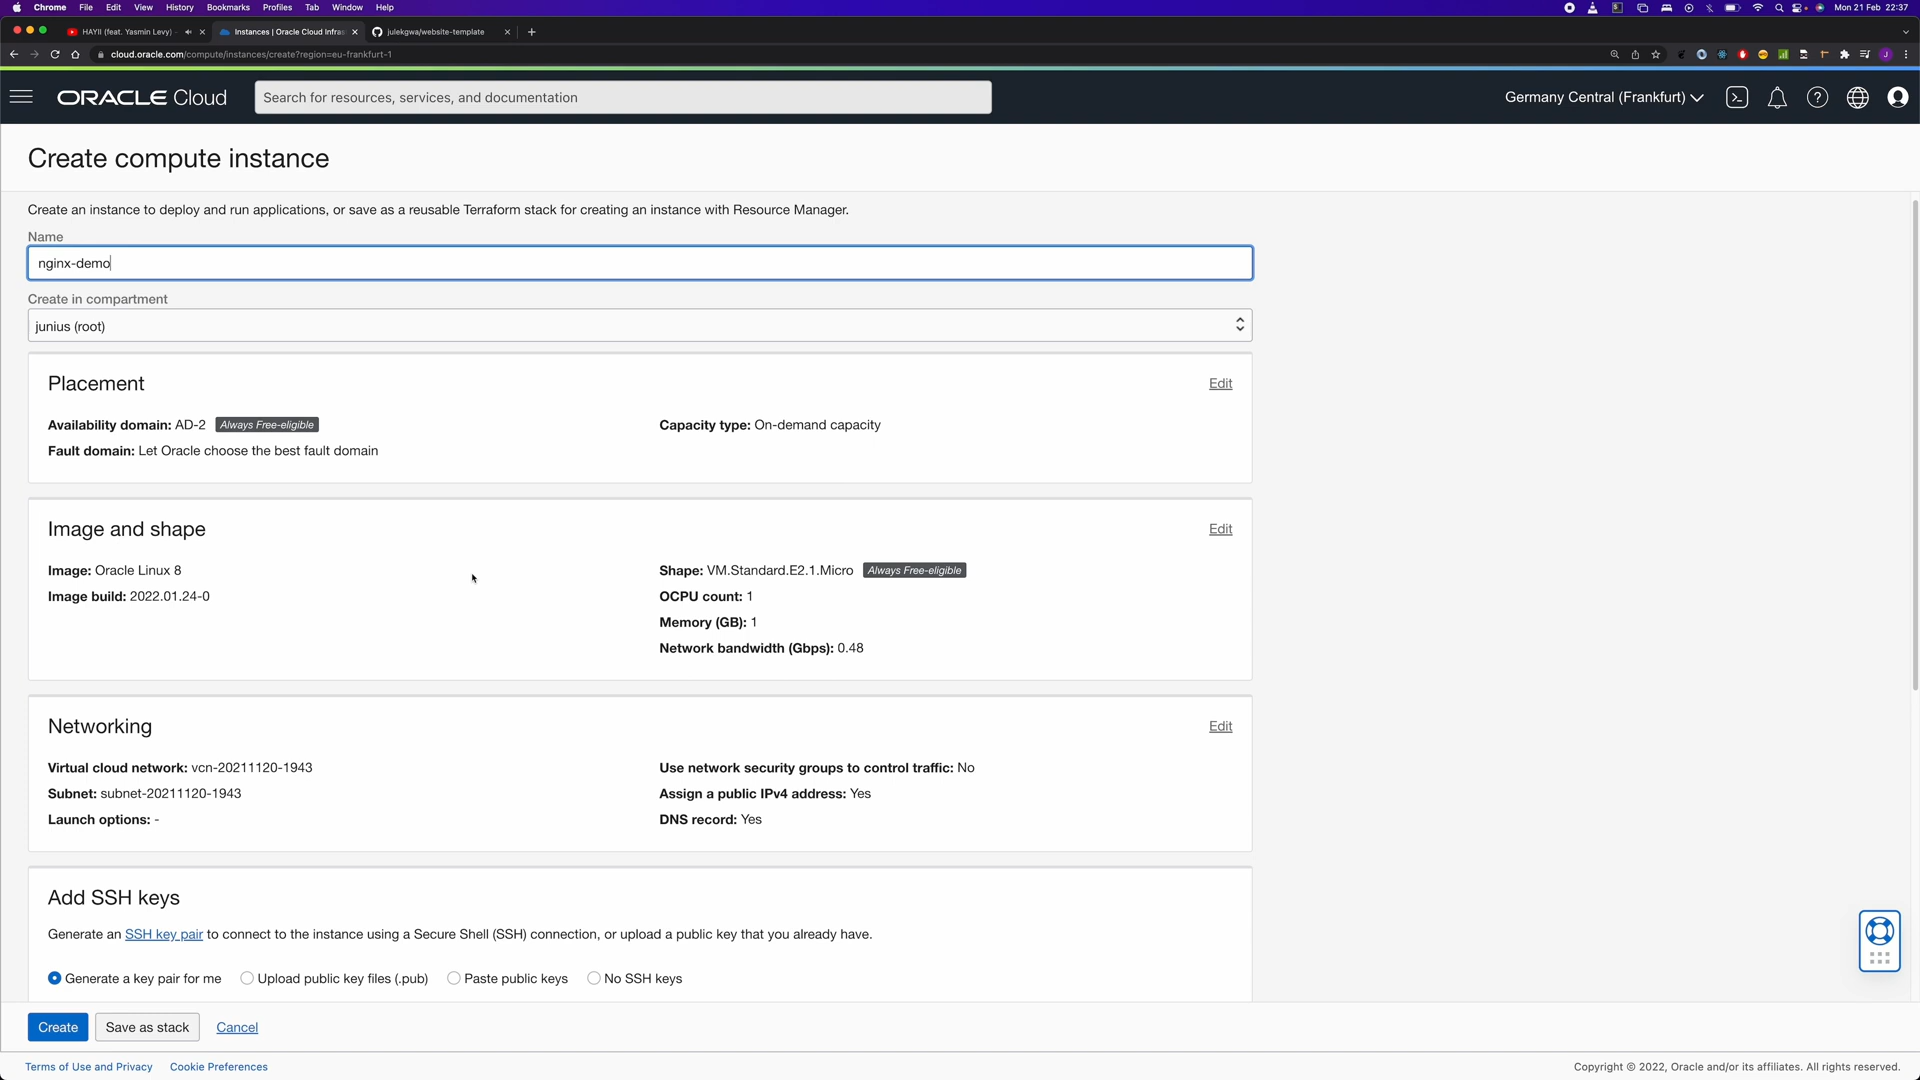 Chrome File Edit View History Bookmarks Profiles Tab Window Help
Mon 21 Feb 22:37
HAYII (feat. Yasmin Levy)
Instances | Oracle Cloud Infras
julekgwa/website-template
cloud.oracle.com/compute/instances/create?region=eu-frankfurt-1
ORACLE Cloud
Search for resources, services, and documentation
Germany Central (Frankfurt)
Create compute instance
Create an instance to deploy and run applications, or save as a reusable Terraform stack for creating an instance with Resource Manager.
Name
nginx-demo
Create in compartment
junius (root)
Placement
Edit
Availability domain: AD-2 Always Free-eligible
Capacity type: On-demand capacity
Fault domain: Let Oracle choose the best fault domain
Image and shape
Edit
Image: Oracle Linux 8
Shape: VM.Standard.E2.1.Micro Always Free-eligible
Image build: 2022.01.24-0
OCPU count: 1
Memory (GB): 1
Network bandwidth (Gbps): 0.48
Networking
Edit
Virtual cloud network: vcn-20211120-1943
Use network security groups to control traffic: No
Subnet: subnet-20211120-1943
Assign a public IPv4 address: Yes
Launch options: -
DNS record: Yes
Add SSH keys
Generate an SSH key pair to connect to the instance using a Secure Shell (SSH) connection, or upload a public key that you already have.
Generate a key pair for me
Upload public key files (.pub)
Paste public keys
No SSH keys
Create
Save as stack
Cancel
Terms of Use and Privacy
Cookie Preferences
Copyright © 2022, Oracle and/or its affiliates. All rights reserved.